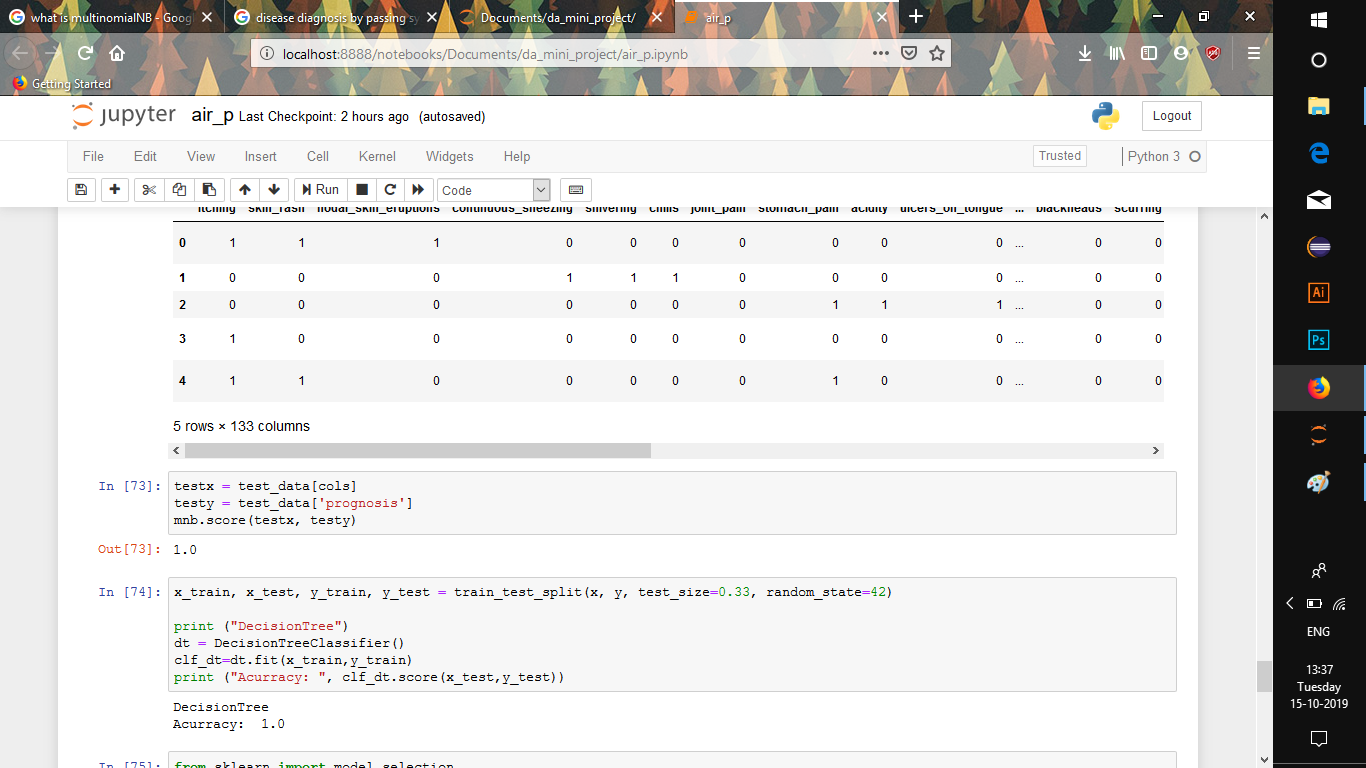 what is multinomialNB - Goog
disease diagnosis by passing sy
Documents/da_mini_project/
air_p
localhost:8888/notebooks/Documents/da_mini_project/air_p.ipynb
Getting Started
jupyter air_p Last Checkpoint: 2 hours ago (autosaved)
Logout
File Edit View Insert Cell Kernel Widgets Help
Trusted
Python 3
Run
Code
itching skin_rash nodal_skin_eruptions continuous_sneezing shivering chills joint_pain stomach_pain acidity ulcers_on_tongue ... blackheads scurring
0 1 1 1 0 0 0 0 0 0 0 ... 0 0
1 0 0 0 1 1 1 0 0 0 0 ... 0 0
2 0 0 0 0 0 0 0 1 1 1 ... 0 0
3 1 0 0 0 0 0 0 0 0 0 ... 0 0
4 1 1 0 0 0 0 0 1 0 0 ... 0 0
5 rows × 133 columns
In [73]: testx = test_data[cols]
testy = test_data['prognosis']
mnb.score(testx, testy)
Out[73]: 1.0
In [74]: x_train, x_test, y_train, y_test = train_test_split(x, y, test_size=0.33, random_state=42)
print ("DecisionTree")
dt = DecisionTreeClassifier()
clf_dt=dt.fit(x_train,y_train)
print ("Acurracy: ", clf_dt.score(x_test,y_test))
DecisionTree
Acurracy:  1.0
In [75]: from sklearn import model_selection
Ai
Ps
ENG
13:37
Tuesday
15-10-2019